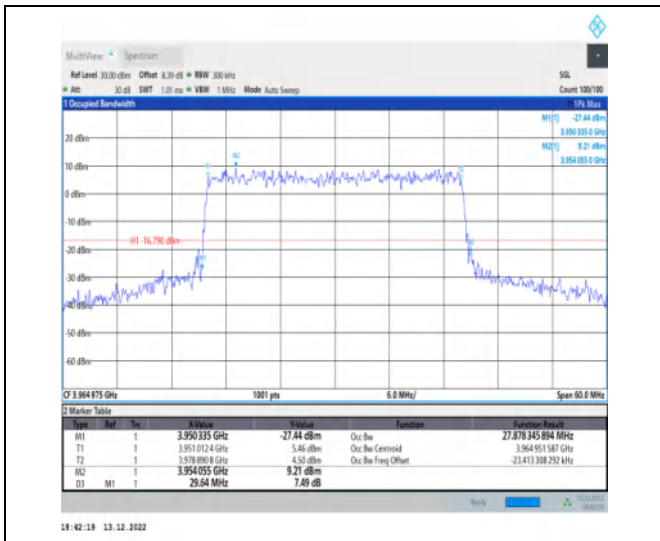 MultiView Spectrum
Ref Level 30.00 dBm Offset 8.39 dB RBW 300 kHz SGL
Att 30 dB SWT 1.01 ms VBW 1 MHz Mode Auto Sweep Count 100/100
1 Occupied Bandwidth 1Pk Max
M1[1] -27.44 dBm
3.950 335 0 GHz
M2[1] 9.21 dBm
3.954 055 0 GHz
20 dBm
10 dBm
0 dBm
-10 dBm
H1 -16.790 dBm
-20 dBm
-30 dBm
-40 dBm
-50 dBm
-60 dBm
M2
T1
M1
CF 3.964 975 GHz 1001 pts 6.0 MHz/ Span 60.0 MHz
2 Marker Table
Type Ref Trc X-Value Y-Value Function Function Result
M1 1 3.950 335 GHz -27.44 dBm Occ Bw 27.878 345 894 MHz
T1 1 3.951 012 4 GHz 5.46 dBm Occ Bw Centroid 3.964 951 587 GHz
T2 1 3.978 890 8 GHz 4.50 dBm Occ Bw Freq Offset -23.413 308 292 kHz
M2 1 3.954 055 GHz 9.21 dBm
D3 M1 1 29.64 MHz 7.49 dB
Ready 13.12.2022
18:42:19 13.12.2022